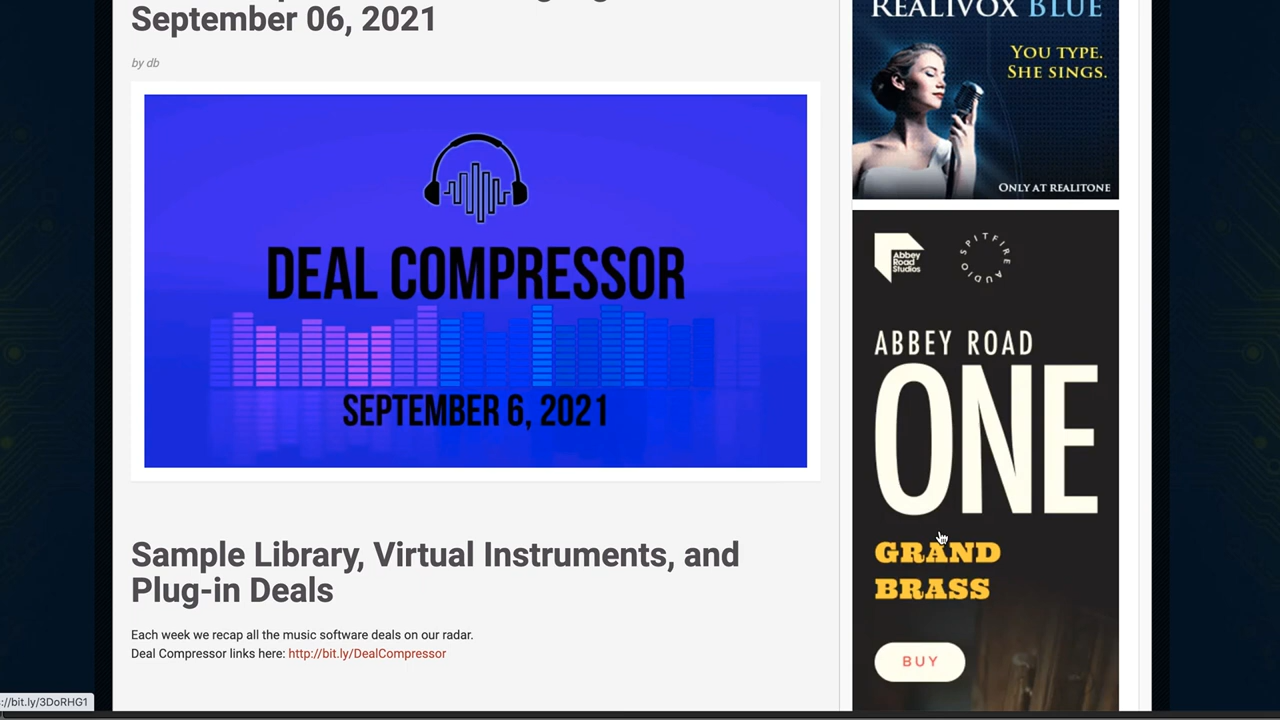 September 06, 2021
by db
DEAL COMPRESSOR
SEPTEMBER 6, 2021
Sample Library, Virtual Instruments, and
Plug-in Deals
Each week we recap all the music software deals on our radar.
Deal Compressor links here: http://bit.ly/DealCompressor
REALIVOX BLUE
YOU TYPE.
SHE SINGS.
ONLY AT REALITONE
Abbey
Road
Studios
SPITFIRE AUDIO
ABBEY ROAD
ONE
GRAND
BRASS
BUY
://bit.ly/3DoRHG1